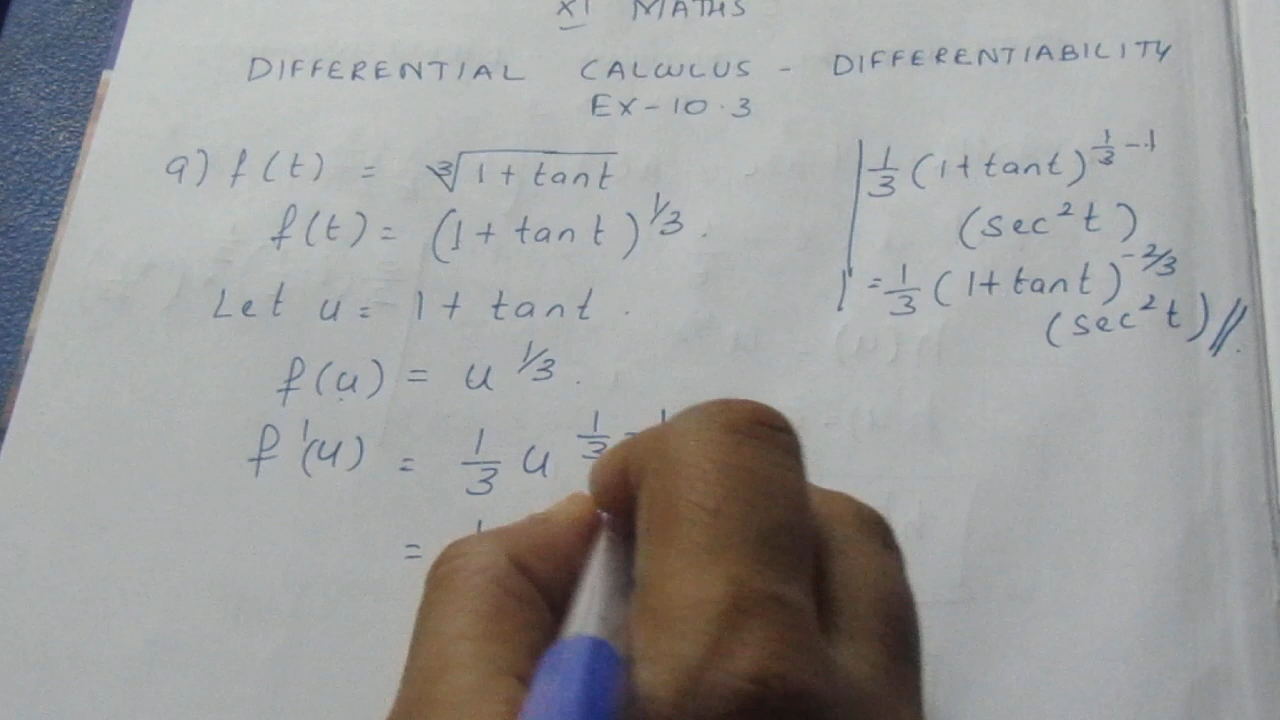 XI MATHS
DIFFERENTIAL CALCULUS - DIFFERENTIABILITY
EX-10.3
9) f(t) = ∛(1 + tant)
f(t) = (1 + tant)^1/3.
Let u = 1 + tant.
f(u) = u^1/3.
f'(u) = 1/3 u^1/3 - 1
= 1
1/3 (1+tant)^1/3 - 1
(sec²t)
= 1/3 (1+tant)^-2/3
(sec²t)//.